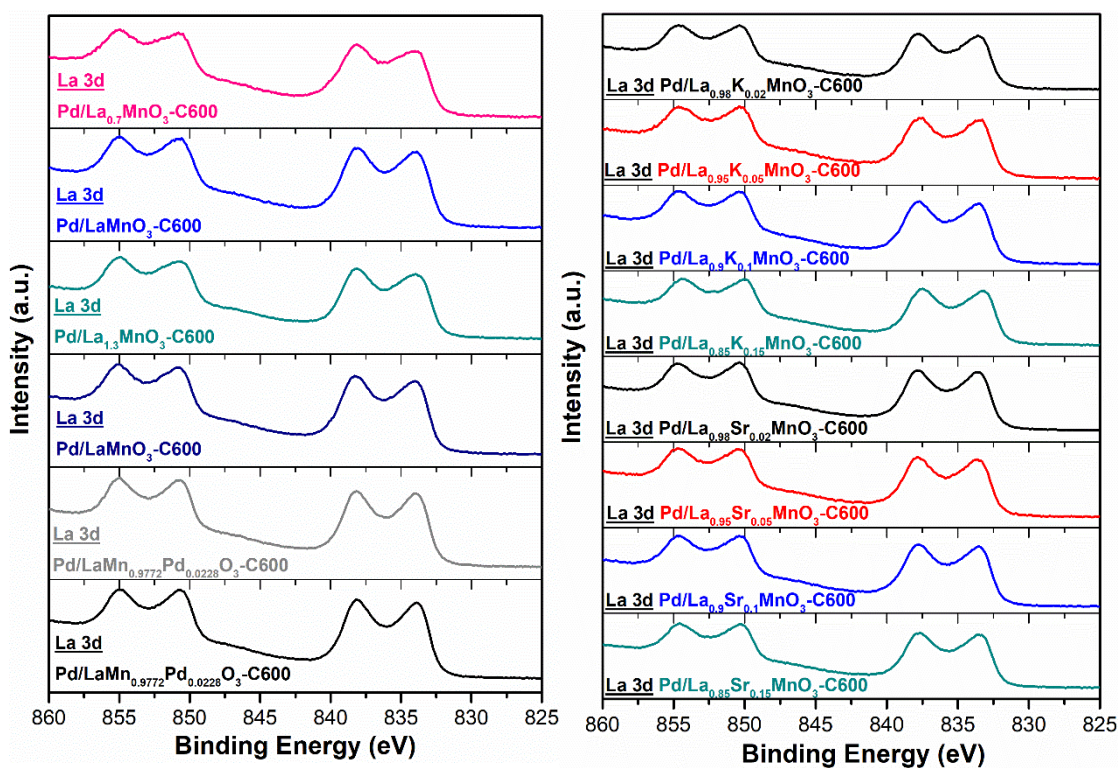 La 3d
Pd/La₀.₇MnO₃-C600
La 3d
Pd/LaMnO₃-C600
La 3d
Pd/La₁.₃MnO₃-C600
La 3d
Pd/LaMnO₃-C600
La 3d
Pd/LaMn₀.₉₇₇₂Pd₀.₀₂₂₈O₃-C600
La 3d
Pd/LaMn₀.₉₇₇₂Pd₀.₀₂₂₈O₃-C600
Intensity (a.u.)
860 855 850 845 840 835 830 825
Binding Energy (eV)
La 3d Pd/La₀.₉₈K₀.₀₂MnO₃-C600
La 3d Pd/La₀.₉₅K₀.₀₅MnO₃-C600
La 3d Pd/La₀.₉K₀.₁MnO₃-C600
La 3d Pd/La₀.₈₅K₀.₁₅MnO₃-C600
La 3d Pd/La₀.₉₈Sr₀.₀₂MnO₃-C600
La 3d Pd/La₀.₉₅Sr₀.₀₅MnO₃-C600
La 3d Pd/La₀.₉Sr₀.₁MnO₃-C600
La 3d Pd/La₀.₈₅Sr₀.₁₅MnO₃-C600
Intensity (a.u.)
860 855 850 845 840 835 830 825
Binding Energy (eV)